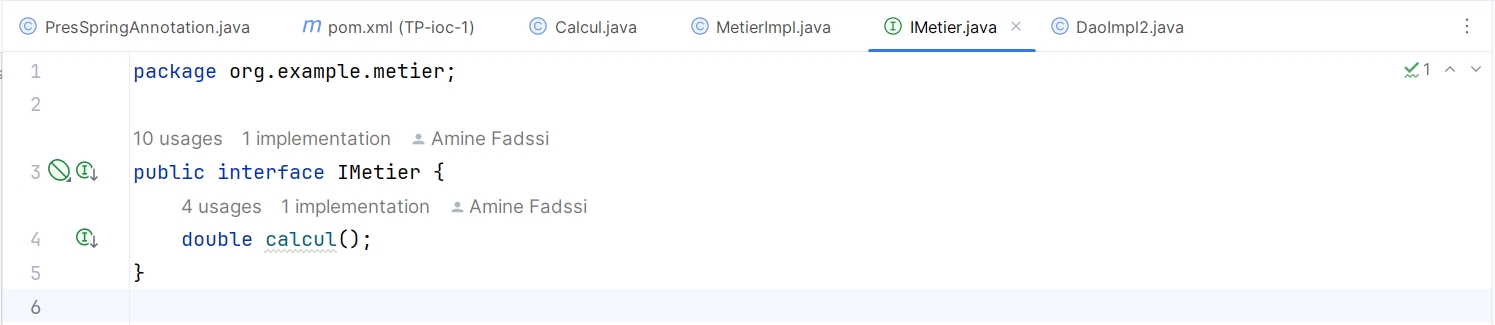 PresSpringAnnotation.java pom.xml (TP-ioc-1) Calcul.java MetierImpl.java IMetier.java DaoImpl2.java
1 package org.example.metier; 1
2
10 usages 1 implementation Amine Fadssi
3 public interface IMetier {
4 usages 1 implementation Amine Fadssi
4 double calcul();
5 }
6